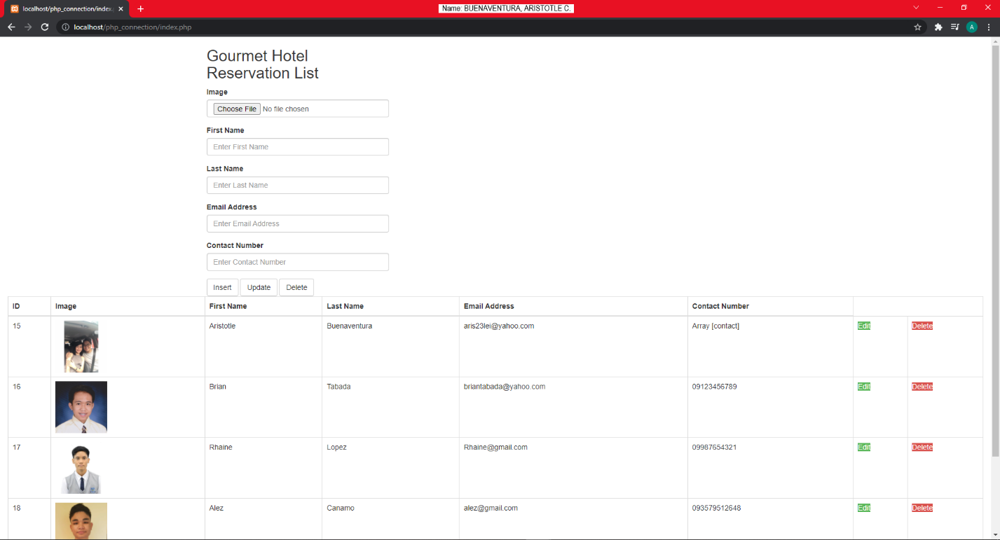 localhost/php_connection/index.
Name: BUENAVENTURA, ARISTOTLE C.
localhost/php_connection/index.php
A
Gourmet Hotel
Reservation List
Image
Choose File No file chosen
First Name
Enter First Name
Last Name
Enter Last Name
Email Address
Enter Email Address
Contact Number
Enter Contact Number
Insert Update Delete
ID Image First Name Last Name Email Address Contact Number
15 Aristotle Buenaventura aris23lei@yahoo.com Array [contact] Edit Delete
16 Brian Tabada briantabada@yahoo.com 09123456789 Edit Delete
17 Rhaine Lopez Rhaine@gmail.com 09987654321 Edit Delete
18 Alez Canamo alez@gmail.com 093579512648 Edit Delete